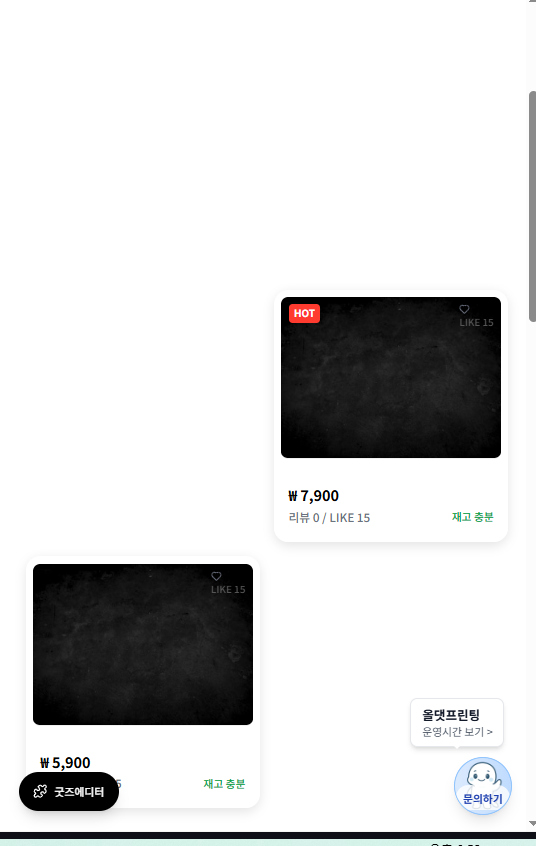 HOT
LIKE 15
₩ 7,900
리뷰 0 / LIKE 15
재고 충분
LIKE 15
₩ 5,900
재고 충분
굿즈에디터
올댓프린팅
운영시간 보기 >
문의하기